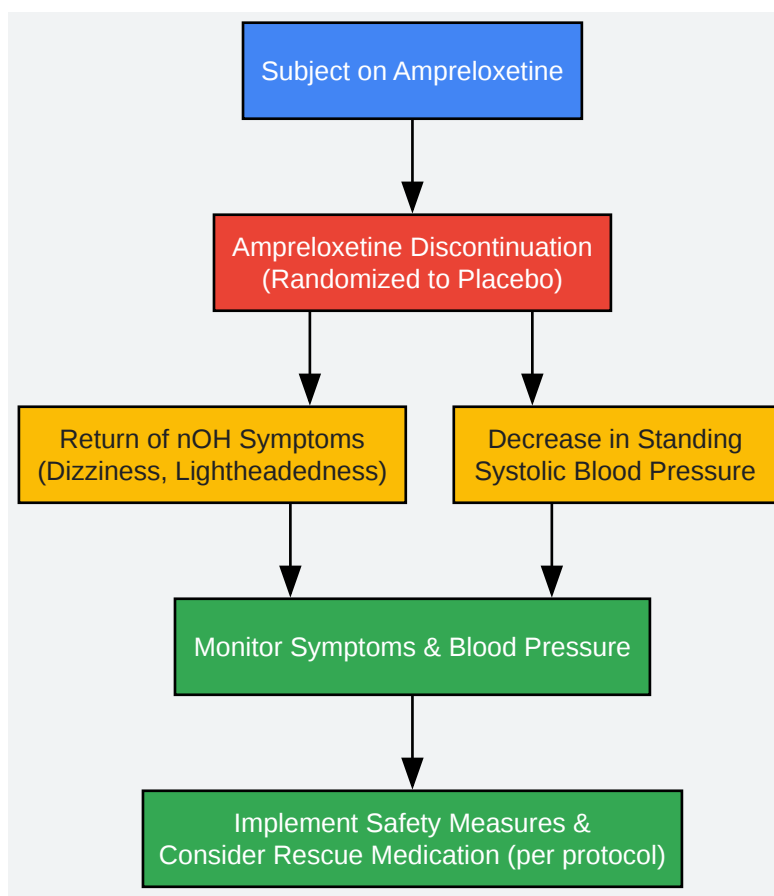 Subject on Ampreloxetine
Ampreloxetine Discontinuation
(Randomized to Placebo)
Return of nOH Symptoms
(Dizziness, Lightheadedness)
Decrease in Standing
Systolic Blood Pressure
Monitor Symptoms & Blood Pressure
Implement Safety Measures &
Consider Rescue Medication (per protocol)